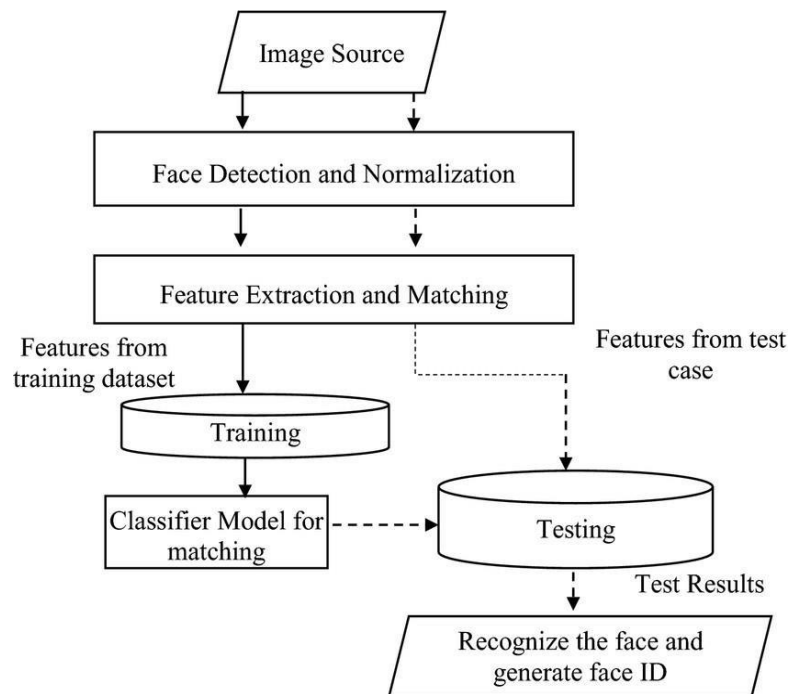 Image Source
Face Detection and Normalization
Feature Extraction and Matching
Features from
training dataset
Features from test
case
Training
Classifier Model for
matching
Testing
Test Results
Recognize the face and
generate face ID